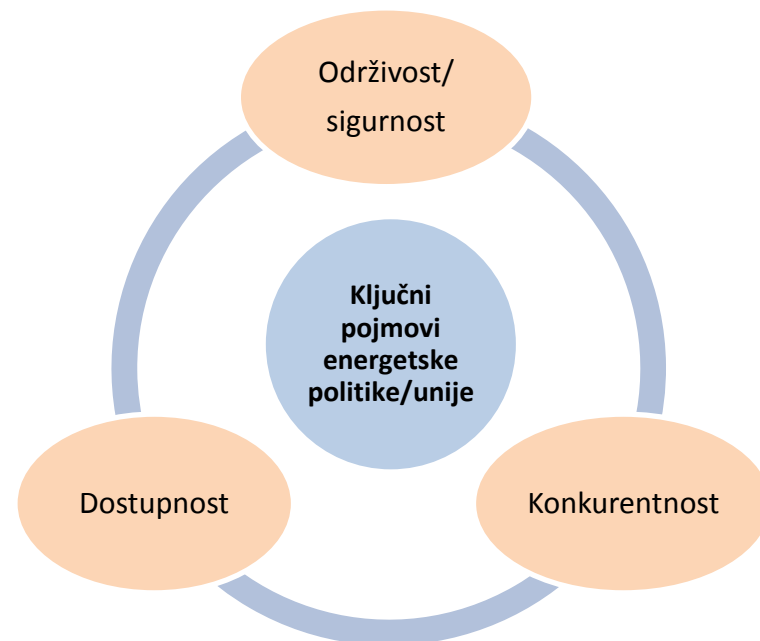 Održivost/
sigurnost
Ključni
pojmovi
energetske
politike/unije
Dostupnost
Konkurentnost